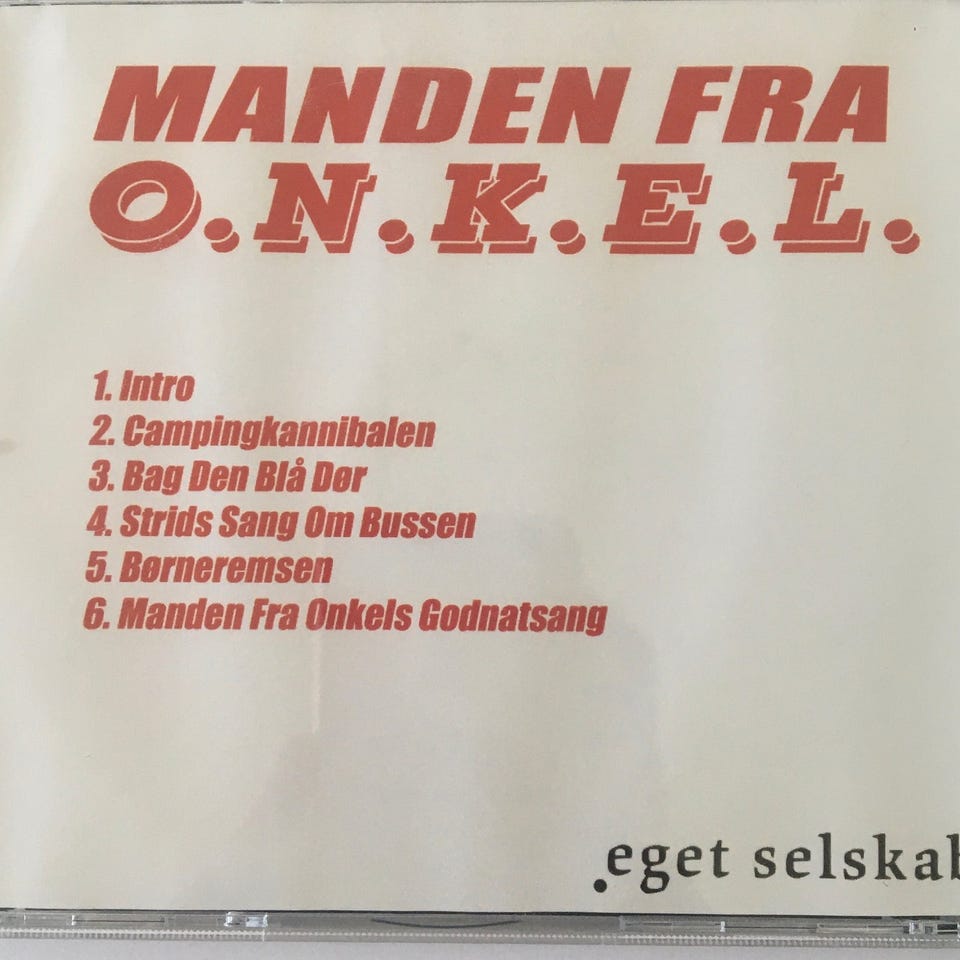 MANDEN FRA
O.N.K.E.L.
1. Intro
2. Campingkannibalen
3. Bag Den Blå Dør
4. Strids Sang Om Bussen
5. Børneremsen
6. Manden Fra Onkels Godnatsang
.eget selskab